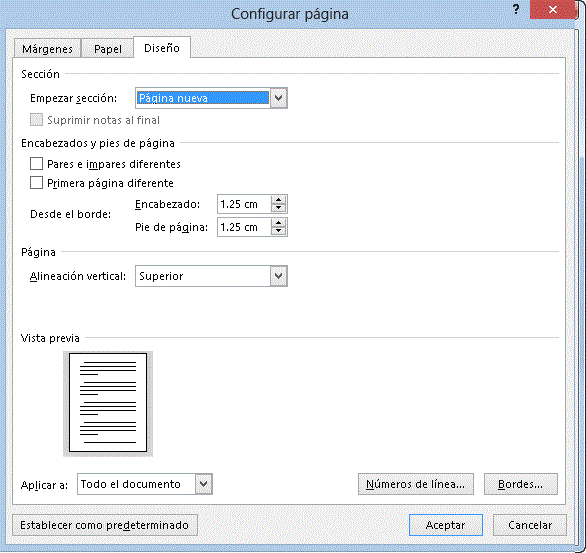 Configurar página
? ×
Márgenes Papel Diseño
Sección
Empezar sección: Página nueva
Suprimir notas al final
Encabezados y pies de página
Pares e impares diferentes
Primera página diferente
Desde el borde:
Encabezado: 1.25 cm
Pie de página: 1.25 cm
Página
Alineación vertical: Superior
Vista previa
Aplicar a: Todo el documento Números de línea... Bordes...
Establecer como predeterminado Aceptar Cancelar